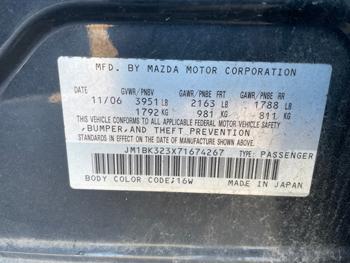 MFD. BY MAZDA MOTOR CORPORATION
DATE GVWR/PNBV GAWR/PNBE FRT GAWR/PNBE RR
11/06 3951 LB 2163 LB 1788 LB
1792 KG 981 KG 811 KG
THIS VEHICLE CONFORMS TO ALL APPLICABLE
FEDERAL MOTOR VEHICLE SAFETY
,BUMPER,AND THEFT PREVENTION
STANDARDS IN EFFECT ON THE DATE OF MANUFACTURE SHOWN ABOVE.
JM1BK323X71674267 TYPE: PASSENGER
BODY COLOR CODE:16W MADE IN JAPAN